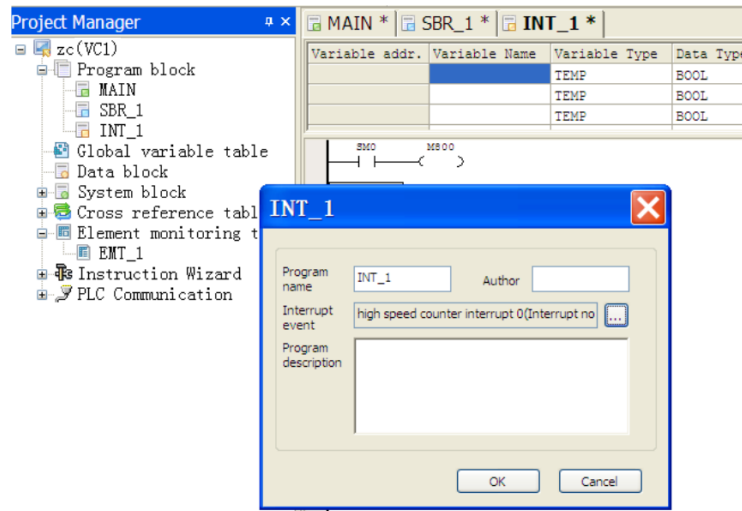 Project Manager
MAIN * SBR_1 * INT_1 *
zc(VC1)
Program block
MAIN
SBR_1
INT_1
Global variable table
Data block
System block
Cross reference tabl
Element monitoring t
EMT_1
Instruction Wizard
PLC Communication
Variable addr. Variable Name Variable Type Data Type
TEMP BOOL
TEMP BOOL
TEMP BOOL
SM0 M800
INT_1
Program name INT_1 Author
Interrupt event high speed counter interrupt 0(Interrupt no ...
Program description
OK Cancel